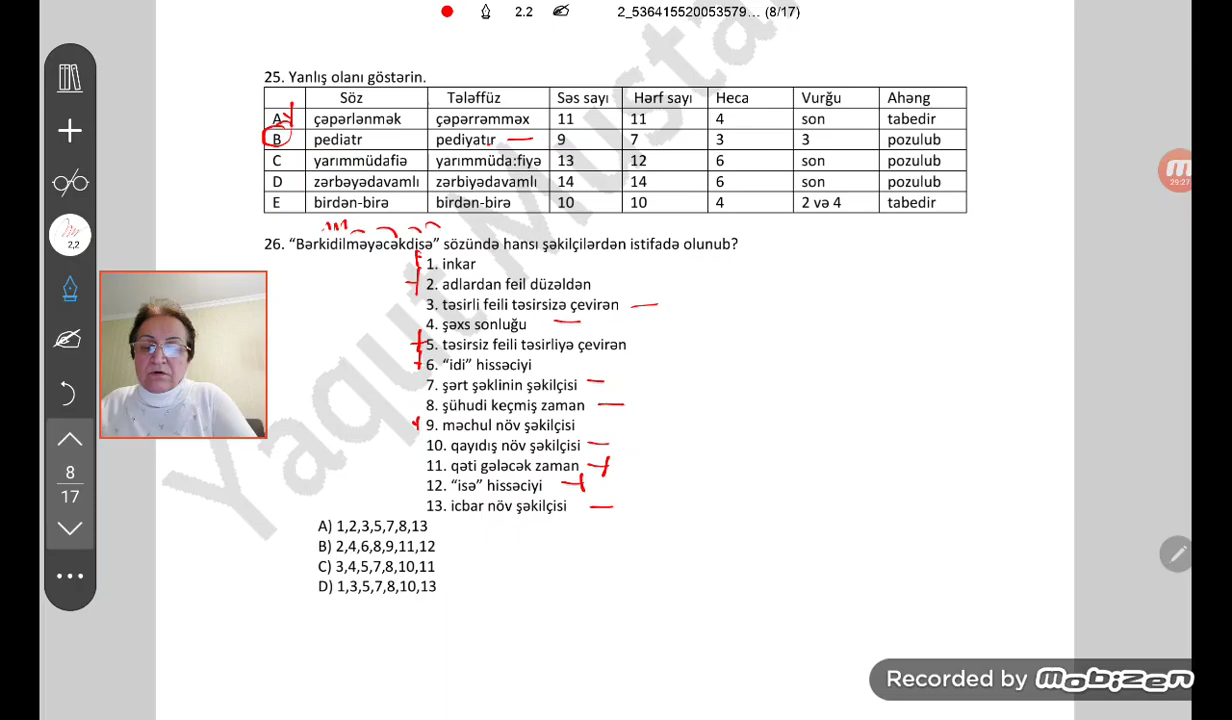 2.2 2_536415520053579... (8/17)
25. Yanlış olanı göstərin.
Söz Tələffüz Səs sayı Hərf sayı Heca Vurğu Ahəng
A çəpərlənmək çəpərrəmməx 11 11 4 son tabedir
B pediatr pediyatır 9 7 3 3 pozulub
C yarımmüdafiə yarımmüda:fiyə 13 12 6 son pozulub
D zərbəyədavamlı zərbiyədavamlı 14 14 6 son pozulub
E birdən-birə birdən-birə 10 10 4 2 və 4 tabedir
26. “Bərkidilməyəcəkdisə” sözündə hansı şəkilçilərdən istifadə olunub?
1. inkar
2. adlardan feil düzəldən
3. təsirli feili təsirsizə çevirən
4. şəxs sonluğu
5. təsirsiz feili təsirliyə çevirən
6. “idi” hissəciyi
7. şərt şəklinin şəkilçisi
8. şühudi keçmiş zaman
9. məchul növ şəkilçisi
10. qayıdış növ şəkilçisi
11. qəti gələcək zaman
12. “isə” hissəciyi
13. icbar növ şəkilçisi
A) 1,2,3,5,7,8,13
B) 2,4,6,8,9,11,12
C) 3,4,5,7,8,10,11
D) 1,3,5,7,8,10,13
Yaqut Musta
2,2
8
17
29:27
Recorded by mobizen